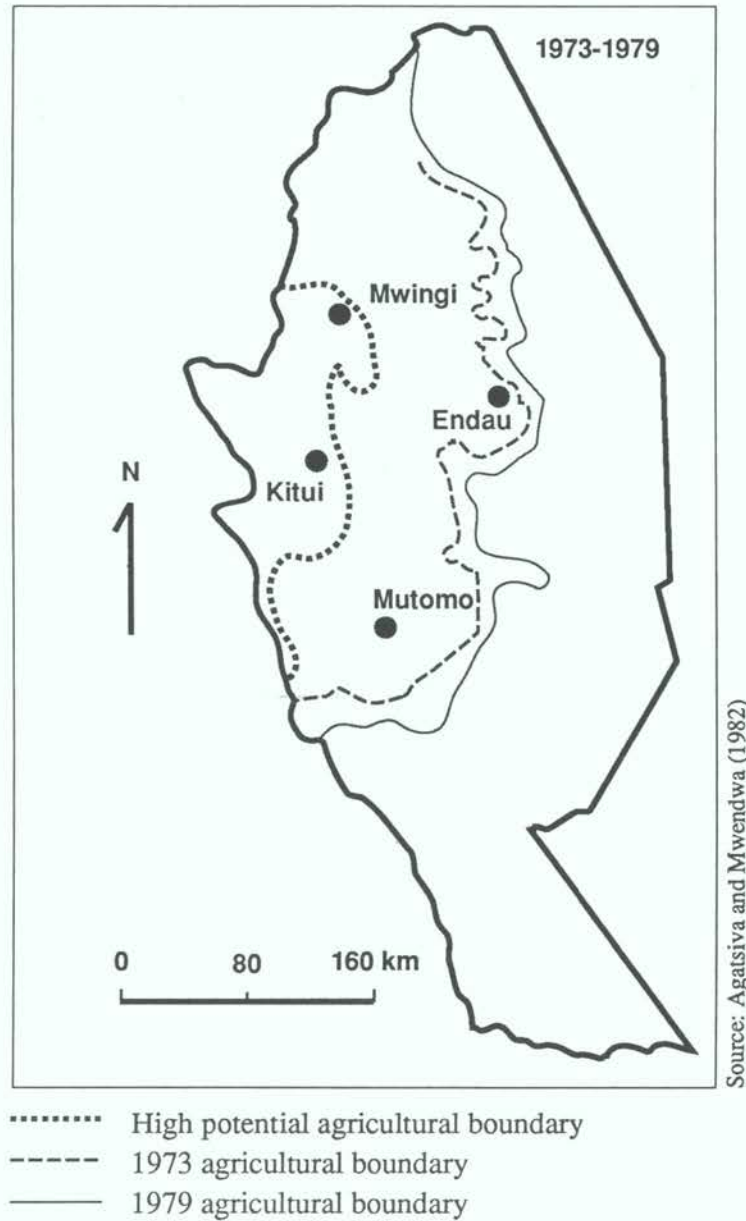 1973-1979
Mwingi
Endau
N
Kitui
Mutomo
0 80 160 km
Source: Agatsiva and Mwendwa (1982)
High potential agricultural boundary
1973 agricultural boundary
1979 agricultural boundary